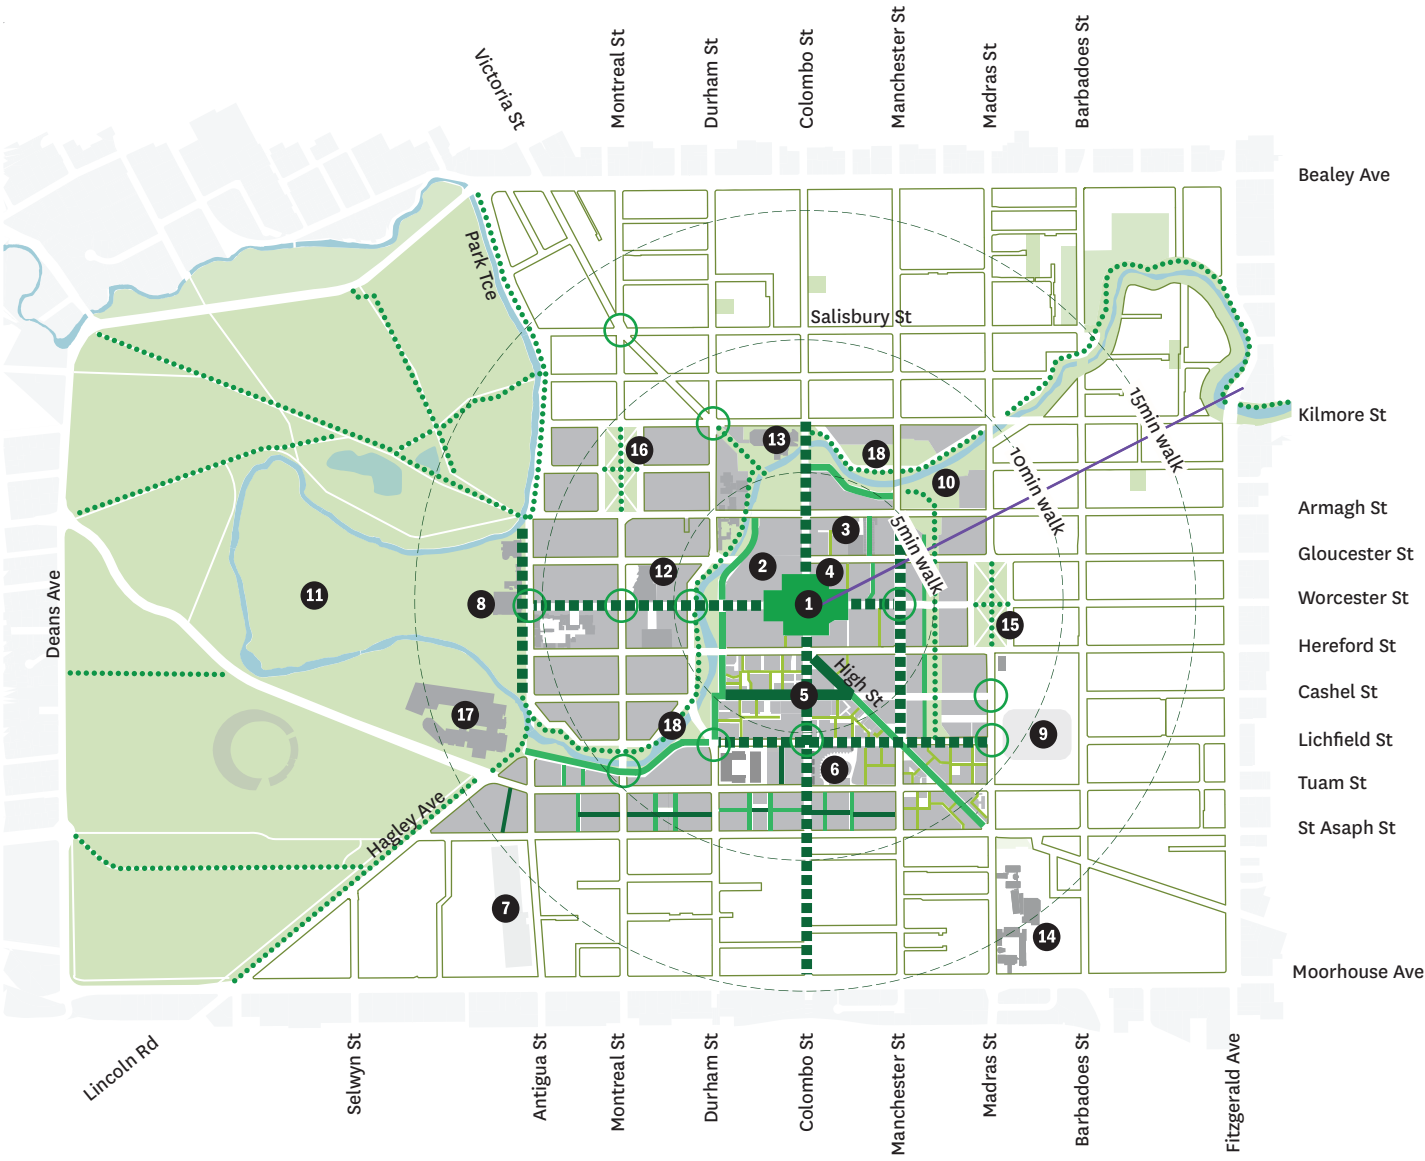 Victoria St
Montreal St
Durham St
Colombo St
Manchester St
Madras St
Barbadoes St
Bealey Ave
Park Tce
Salisbury St
15min walk
Kilmore St
13
16
18
10min walk
10
Armagh St
5min walk
3
Gloucester St
2
12
4
Deans Ave
11
8
1
Worcester St
15
Hereford St
High St
5
Cashel St
17
18
9
Lichfield St
6
Tuam St
Hagley Ave
St Asaph St
7
14
Moorhouse Ave
Lincoln Rd
Selwyn St
Antigua St
Montreal St
Durham St
Colombo St
Manchester St
Madras St
Barbadoes St
Fitzgerald Ave